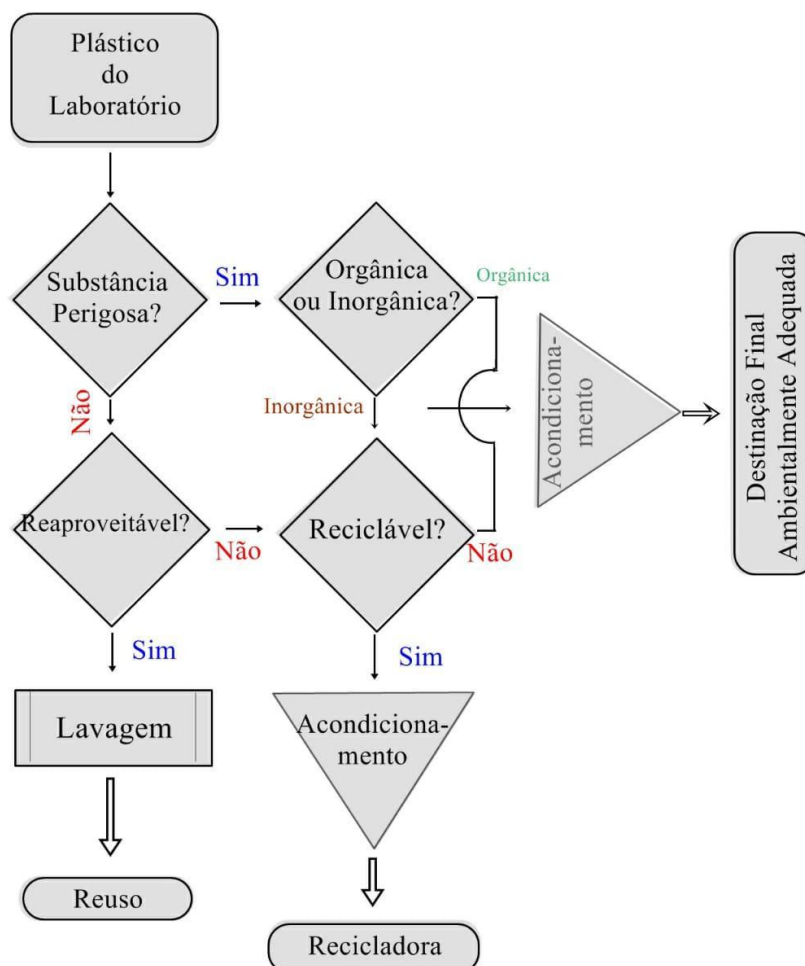 Plástico
do
Laboratório
Substância
Perigosa?
Sim
Orgânica
ou Inorgânica?
Orgânica
Não
Inorgânica
Acondiciona-
mento
Destinação Final
Ambientalmente Adequada
Reaproveitável?
Não
Reciclável?
Não
Sim
Sim
Lavagem
Acondiciona-
mento
Reuso
Recicladora